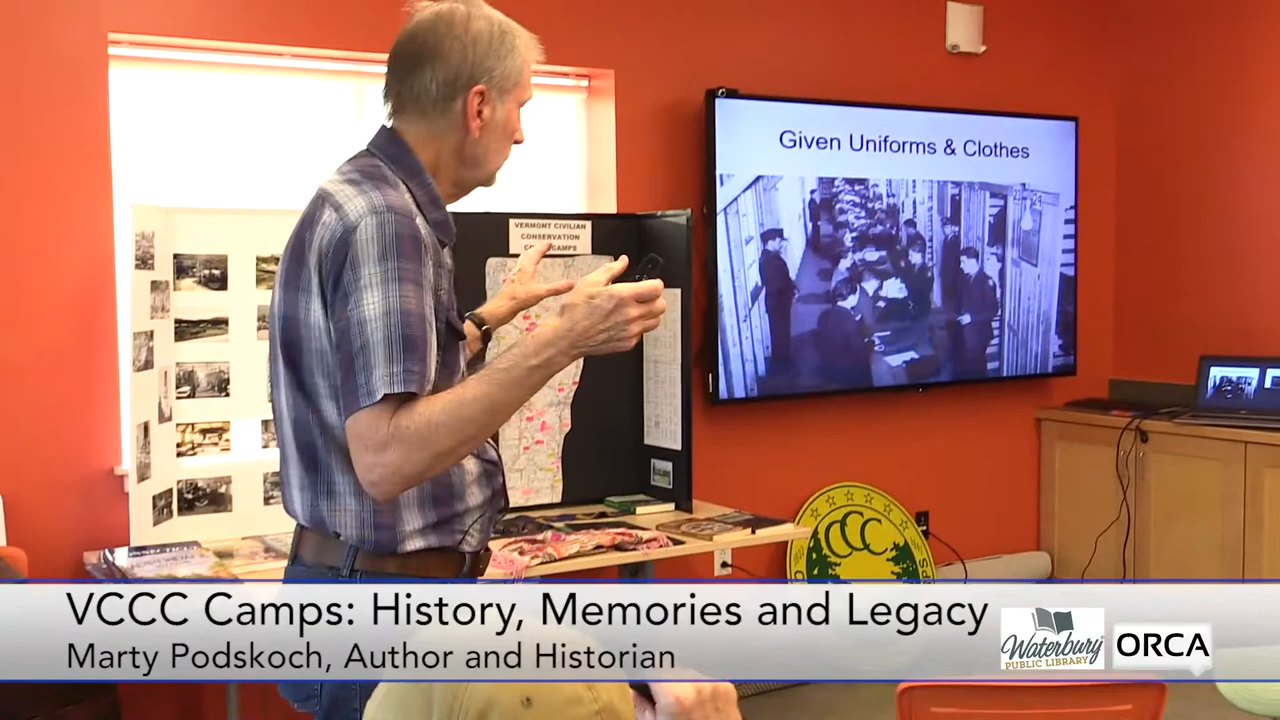 Given Uniforms & Clothes
VERMONT CIVILIAN
CONSERVATION
CAMPS
CCC
VCCC Camps: History, Memories and Legacy
Marty Podskoch, Author and Historian
Waterbury
PUBLIC LIBRARY
ORCA